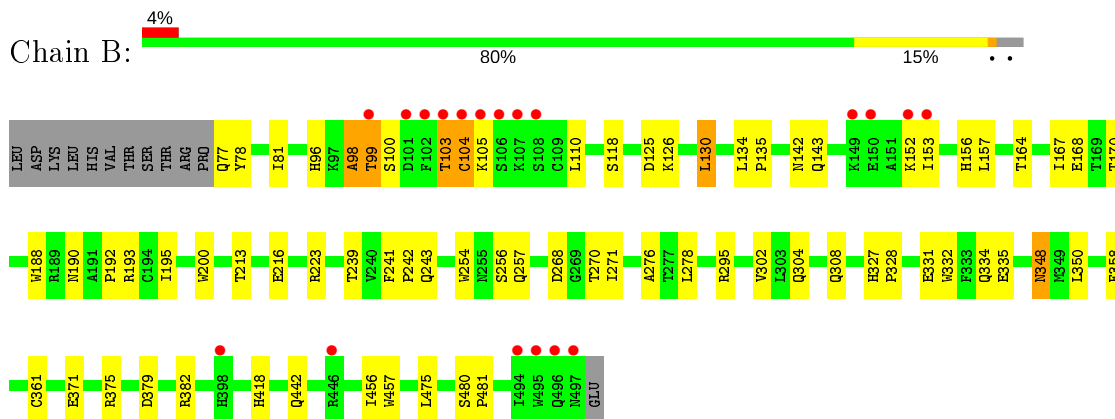 4%
Chain B:
80% 15% • •
LEU ASP LYS LEU HIS VAL THR SER THR ARG PRO Q77 Y78 I81 H96 K97 A98 T99 S100 D101 F102 T103 C104 K105 S106 K107 S108 C109 L110 S118 D125 K126 L130 L134 P135 N142 Q143 K149 E150 A151 K152 I153 H156 L157 T164 I167 E168 T169
W188 R189 N190 A191 P192 R193 C194 I195 W200 T213 E216 R223 T239 V240 F241 P242 Q243 W254 N255 S256 Q257 D268 G269 T270 I271 A276 T277 L278 R295 V302 L303 Q304 Q308 H327 P328 E331 W332 F333 Q334 E335 N348 M349 L350
C361 E371 R375 D379 R382 H398 H418 Q442 R446 I456 W457 L475 S480 P481 I494 W495 Q496 N497 GLU